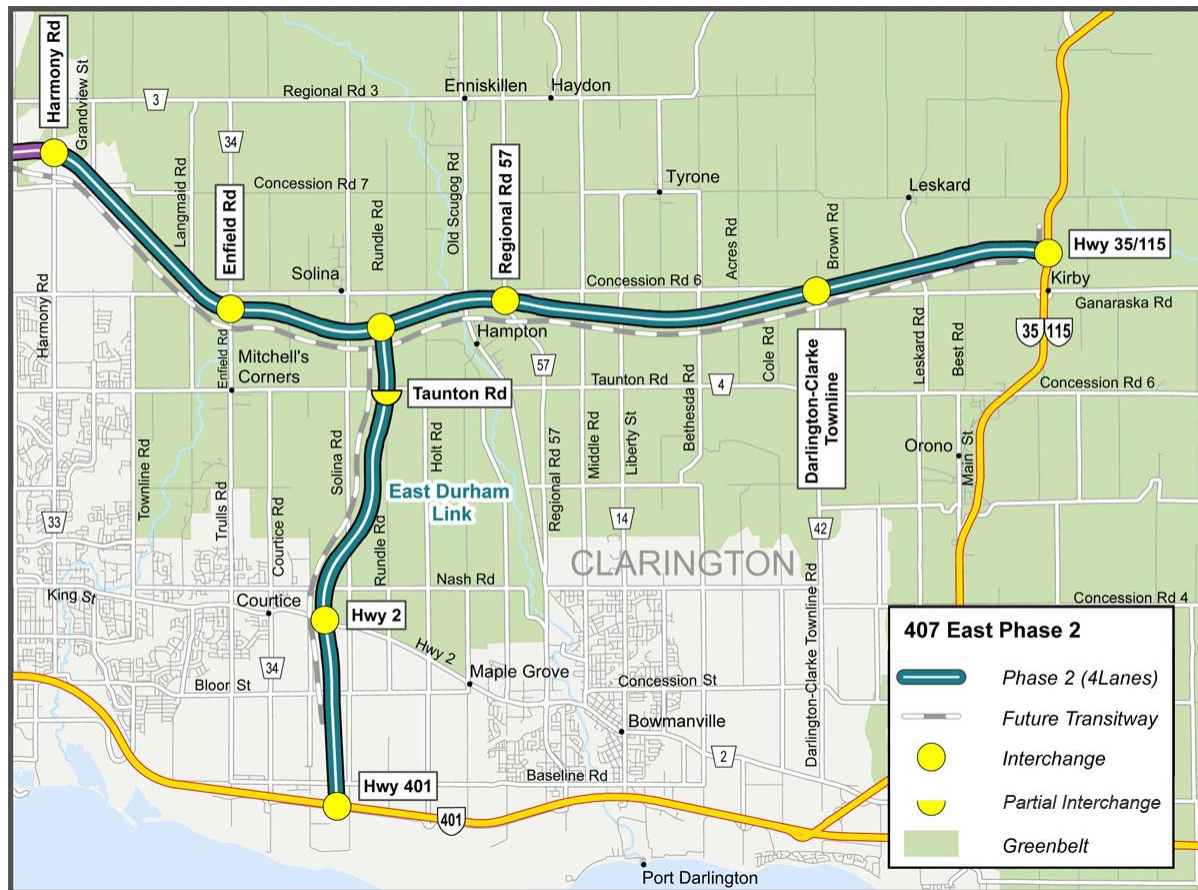 Harmony Rd
Grandview St
3
Regional Rd 3
Enniskillen
Haydon
34
Langmaid Rd
Enfield Rd
Concession Rd 7
Rundle Rd
Old Scugog Rd
Regional Rd 57
Tyrone
Leskard
Acres Rd
Brown Rd
Hwy 35/115
Solina
Concession Rd 6
Kirby
Ganaraska Rd
Harmony Rd
Enfield Rd
Mitchell's
Corners
Hampton
57
Taunton Rd
Taunton Rd
4
Cole Rd
Leskard Rd
Best Rd
35
115
Concession Rd 6
Darlington-Clarke
Townline
Townline Rd
Solina Rd
Holt Rd
Middle Rd
Liberty St
Bethesda Rd
Orono
Main St
East Durham
Link
Regional Rd 57
33
Trulls Rd
Courtice Rd
Rundle Rd
14
42
CLARINGTON
Nash Rd
King St
Courtice
Hwy 2
Hwy 2
Darlington-Clarke Townline Rd
Concession Rd 4
34
Maple Grove
Bloor St
Concession St
Bowmanville
2
Baseline Rd
Hwy 401
401
Port Darlington
407 East Phase 2
Phase 2 (4Lanes)
Future Transitway
Interchange
Partial Interchange
Greenbelt